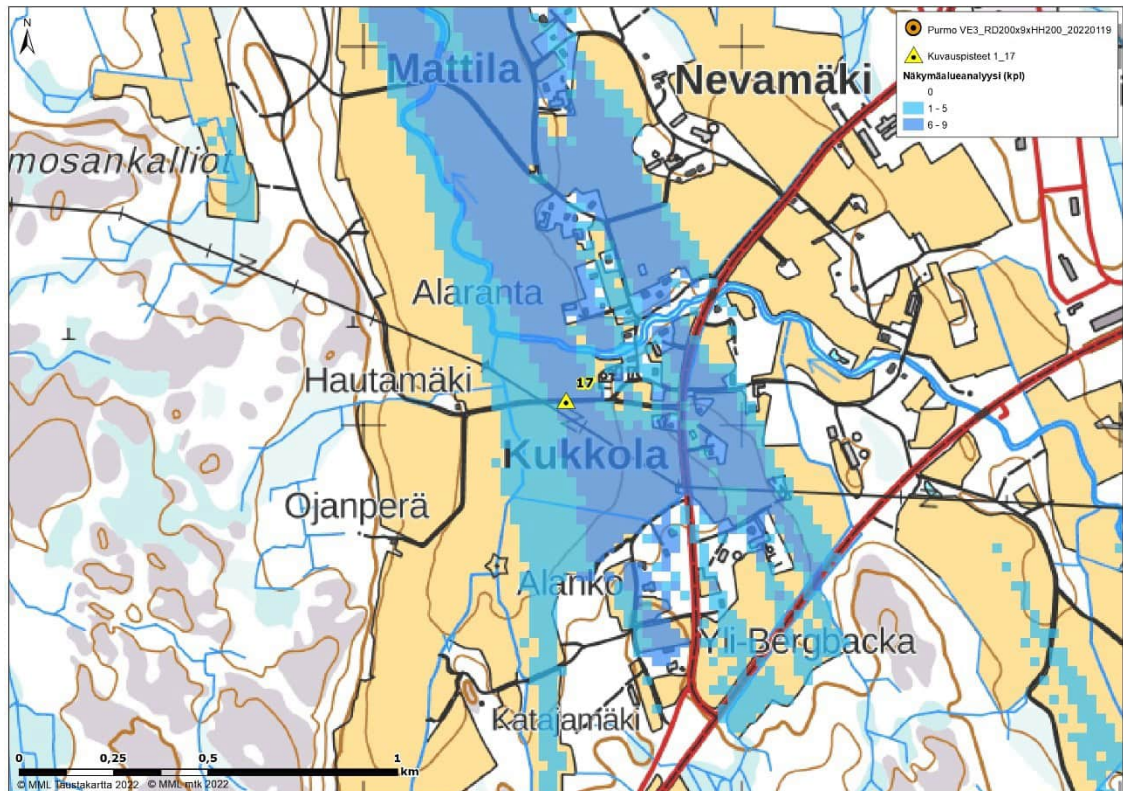 N
Purmo VE3_RD200x9xHH200_20220119
Kuvauspisteet 1_17
Näkymäalueanalyysi (kpl)
0
1 - 5
6 - 9
Mattila
Nevamäki
mosankalliot
Alaranta
Hautamäki
17
Kukkola
Ojanperä
Alanko
Yli-Bergbacka
Katajamäki
0 0,25 0,5 1
km
© MML Taustakartta 2022 © MML mtk 2022